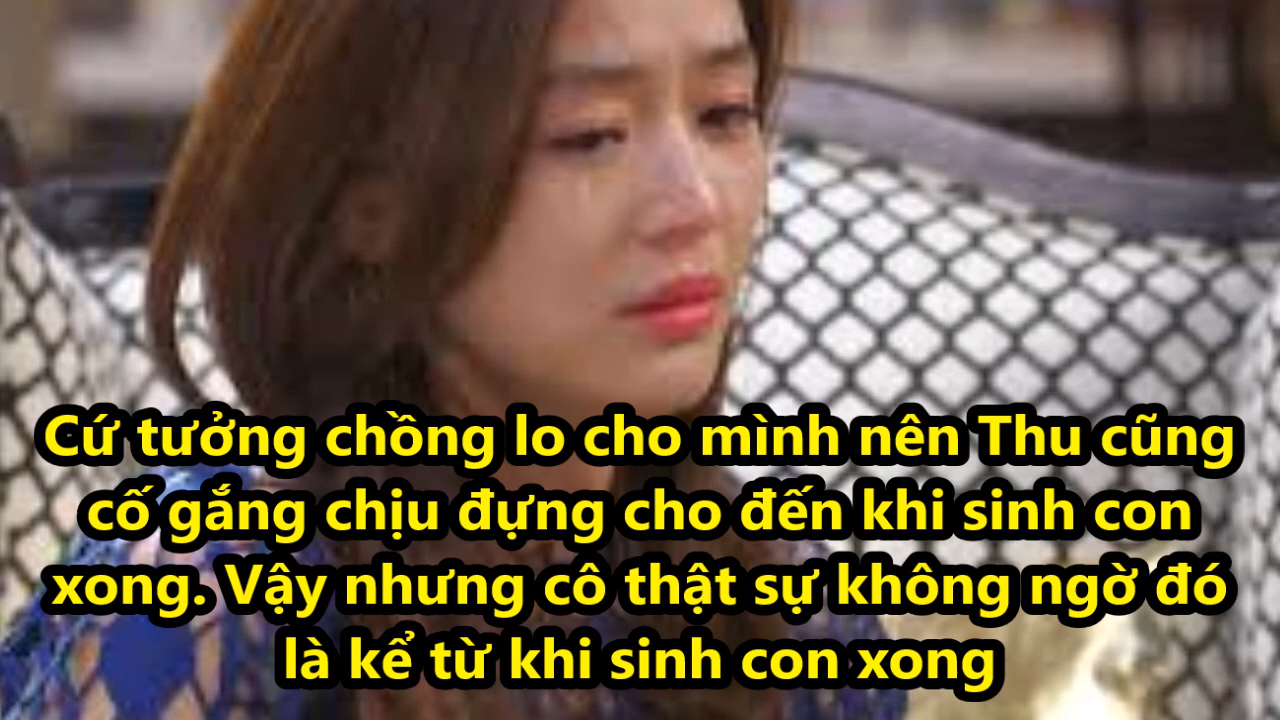 Cứ tưởng chồng lo cho mình nên Thu cũng
cố gắng chịu đựng cho đến khi sinh con
xong. Vậy nhưng cô thật sự không ngờ đó
là kể từ khi sinh con xong